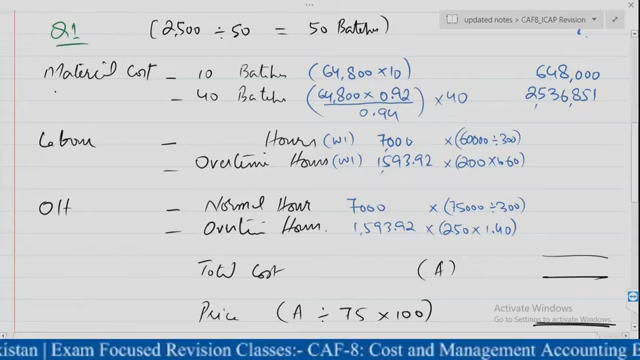 updated notes > CAF8_ICAP Revision
Q1 (2,500 ÷ 50 = 50 Batches)
Material Cost – 10 Batches (64,800 × 10) 648,000
– 40 Batches (64,800 × 0.92 / 0.94) × 40 2,536,851
Labour – Hours (W1) 7000 × (60000 ÷ 300)
– Overtime Hours (W1) 1,593.92 × (200 × 1.60)
OH – Normal Hour 7000 × (75000 ÷ 300)
– Overtime Hours. 1,593.92 × (250 × 1.40)
Total Cost (A)
Price (A ÷ 75 × 100)
Activate Windows
Go to Settings to activate Windows.
kistan | Exam Focused Revision Classes:- CAF-8: Cost and Management Accounting